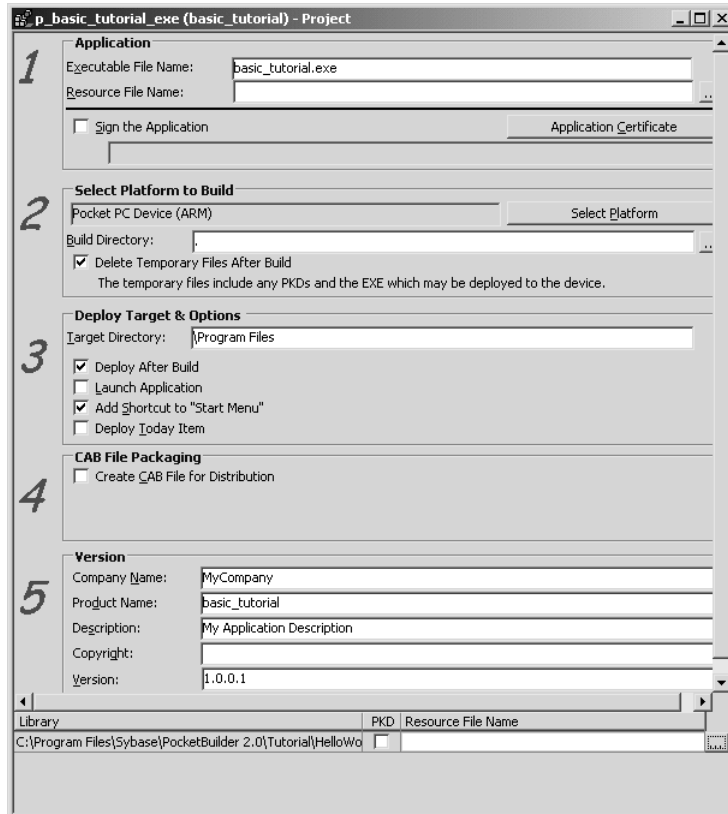 p_basic_tutorial_exe (basic_tutorial) - Project
1
Application
Executable File Name: basic_tutorial.exe
Resource File Name:
..
Sign the Application
Application Certificate
2
Select Platform to Build
Pocket PC Device (ARM)
Select Platform
Build Directory: .
..
Delete Temporary Files After Build
The temporary files include any PKDs and the EXE which may be deployed to the device.
3
Deploy Target & Options
Target Directory: \Program Files
Deploy After Build
Launch Application
Add Shortcut to "Start Menu"
Deploy Today Item
4
CAB File Packaging
Create CAB File for Distribution
5
Version
Company Name: MyCompany
Product Name: basic_tutorial
Description: My Application Description
Copyright:
Version: 1.0.0.1
Library PKD Resource File Name
C:\Program Files\Sybase\PocketBuilder 2.0\Tutorial\HelloWo
...